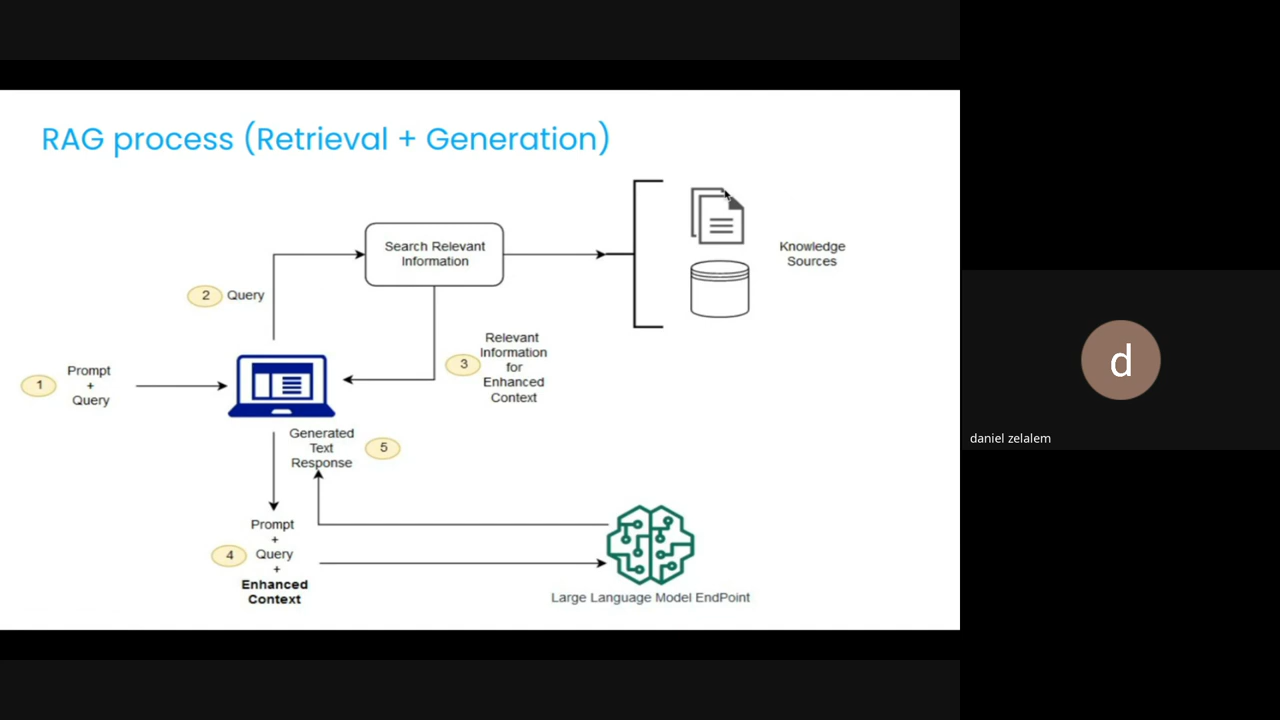 RAG process (Retrieval + Generation)
Search Relevant
Information
Knowledge
Sources
2
Query
Relevant
Information
for
Enhanced
Context
3
1
Prompt
+
Query
Generated
Text
Response
5
Prompt
+
Query
+
Enhanced
Context
4
Large Language Model EndPoint
d
daniel zelalem